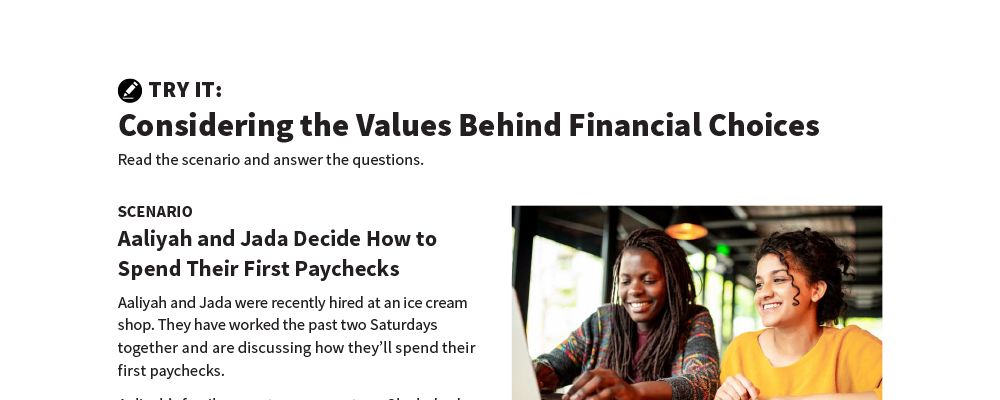 TRY IT:
Considering the Values Behind Financial Choices
Read the scenario and answer the questions.
SCENARIO
Aaliyah and Jada Decide How to
Spend Their First Paychecks
Aaliyah and Jada were recently hired at an ice cream
shop. They have worked the past two Saturdays
together and are discussing how they’ll spend their
first paychecks.